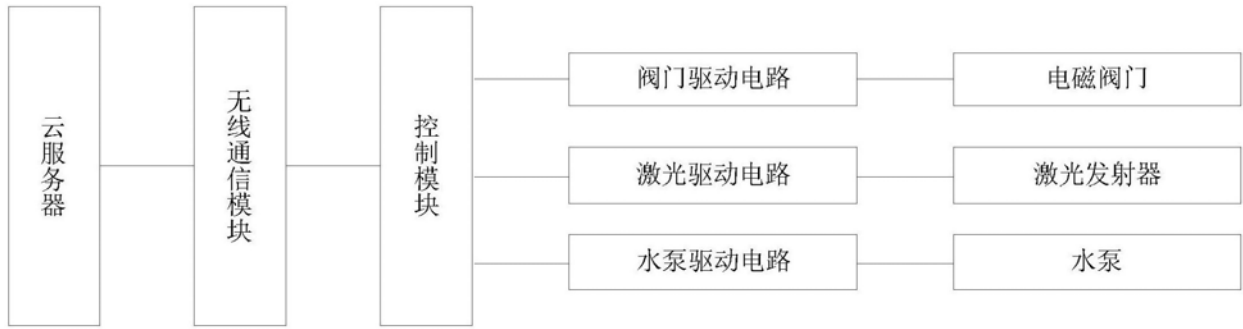 云服务器
无线通信模块
控制模块
阀门驱动电路
电磁阀门
激光驱动电路
激光发射器
水泵驱动电路
水泵